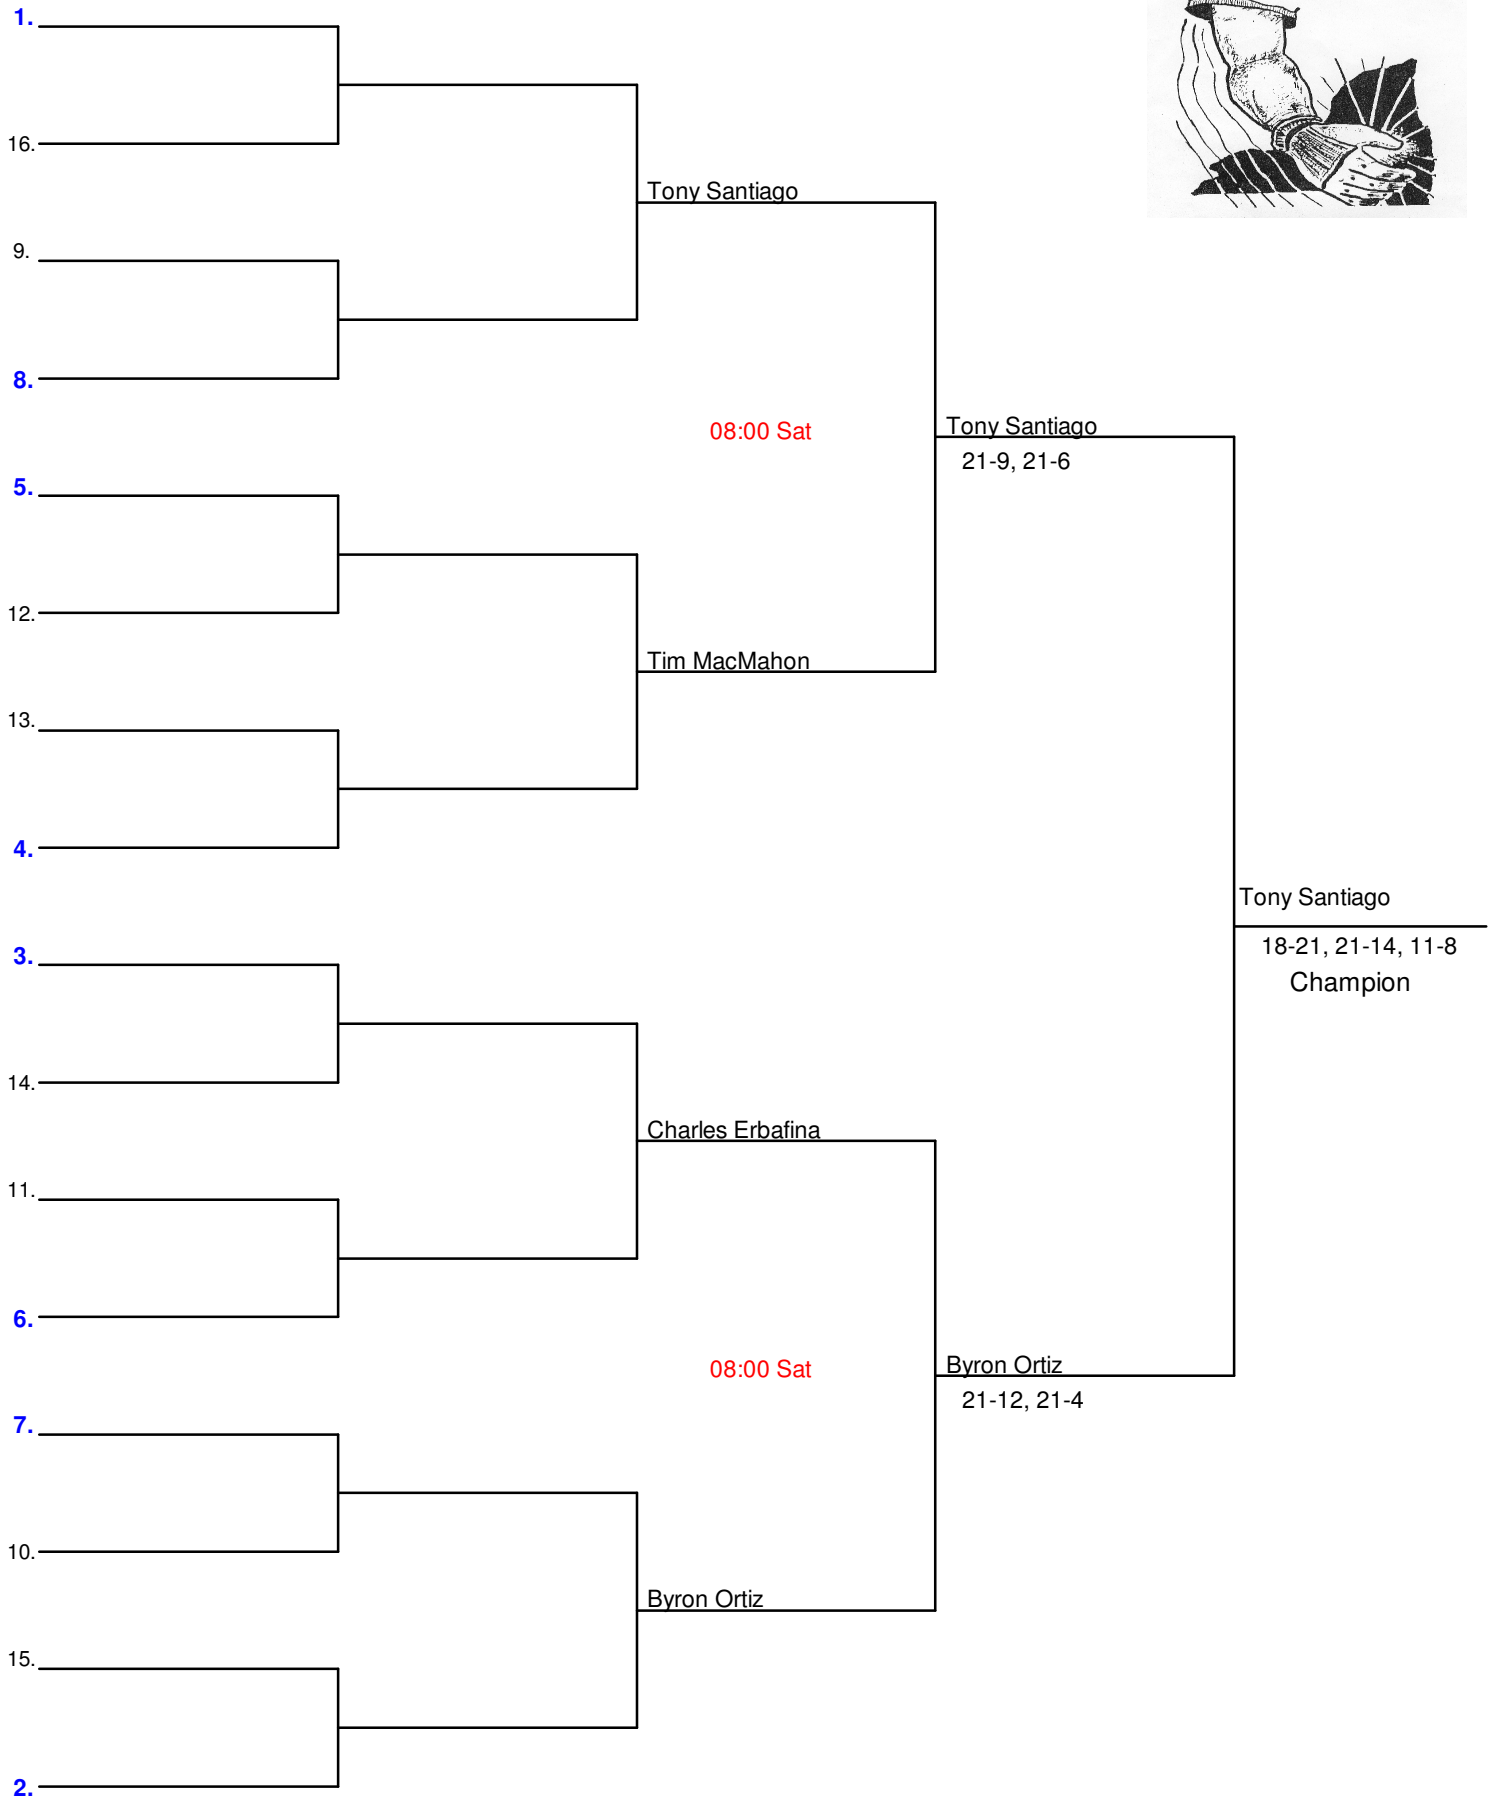 1.
16.
Tony Santiago
9.
8.
08:00 Sat
Tony Santiago
21-9, 21-6
5.
12.
Tim MacMahon
13.
4.
Tony Santiago
18-21, 21-14, 11-8
Champion
3.
14.
Charles Erbafina
11.
6.
08:00 Sat
Byron Ortiz
21-12, 21-4
7.
10.
Byron Ortiz
15.
2.